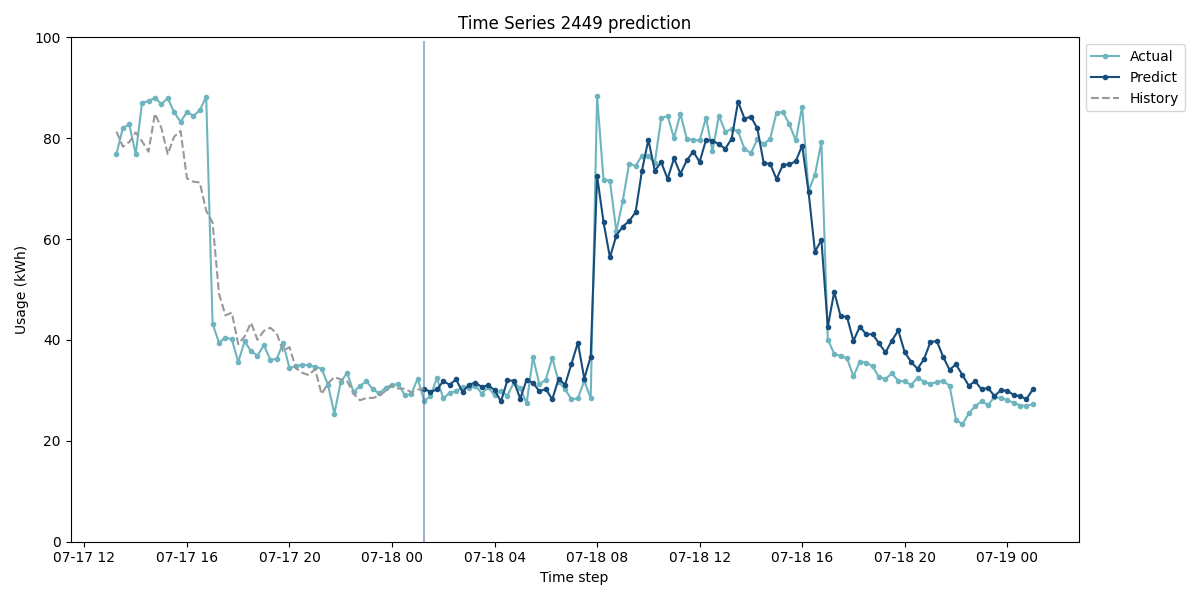 Time Series 2449 prediction
100
80
60
40
20
0
Usage (kWh)
07-17 12
07-17 16
07-17 20
07-18 00
07-18 04
07-18 08
07-18 12
07-18 16
07-18 20
07-19 00
Time step
Actual
Predict
History